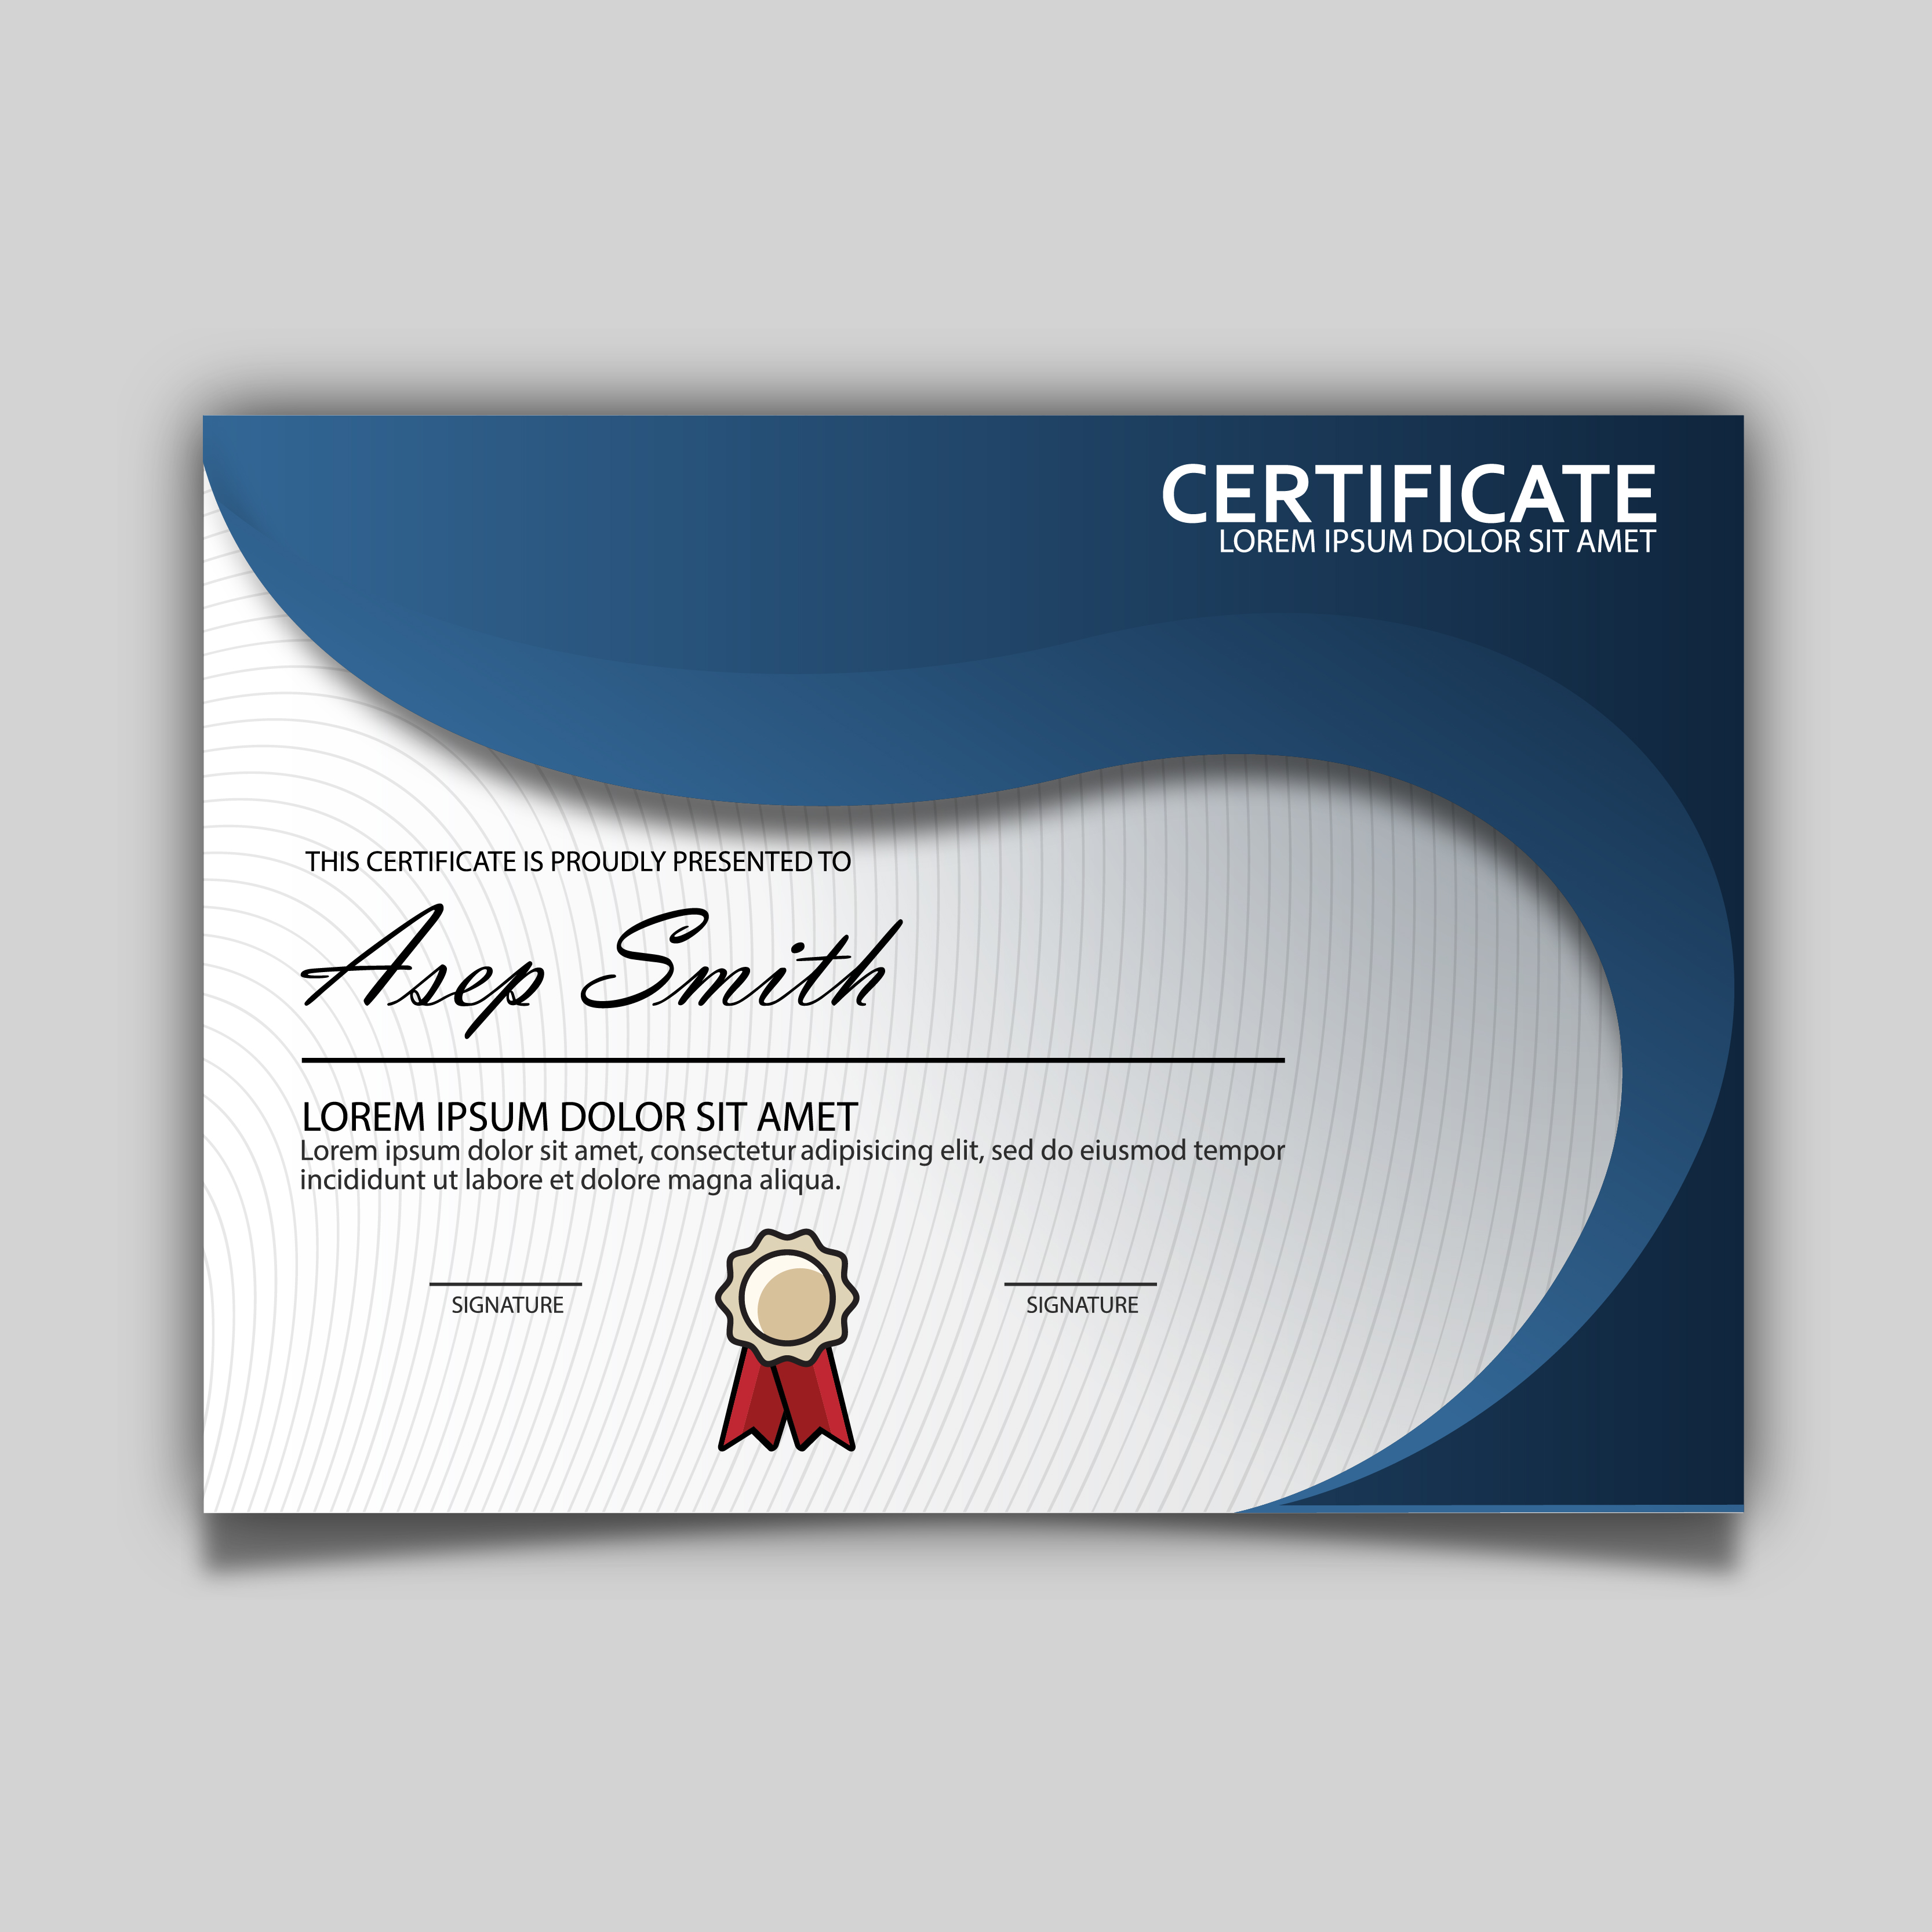 CERTIFICATE
LOREM IPSUM DOLOR SIT AMET
THIS CERTIFICATE IS PROUDLY PRESENTED TO
Asep Smith
LOREM IPSUM DOLOR SIT AMET
Lorem ipsum dolor sit amet, consectetur adipisicing elit, sed do eiusmod tempor
incididunt ut labore et dolore magna aliqua.
SIGNATURE SIGNATURE